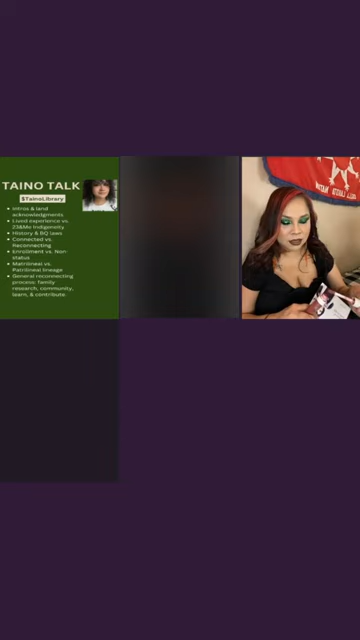 TAINO TALK
$TainoLibrary
• Intros & land
acknowledgments
• Lived experience vs.
23&Me Indigeneity
• History & BQ laws
• Connected vs.
Reconnecting
• Enrollment vs. Non-
status
• Matrilineal vs.
Patrilineal lineage
• General reconnecting
process: family
research, community,
learn, & contribute.